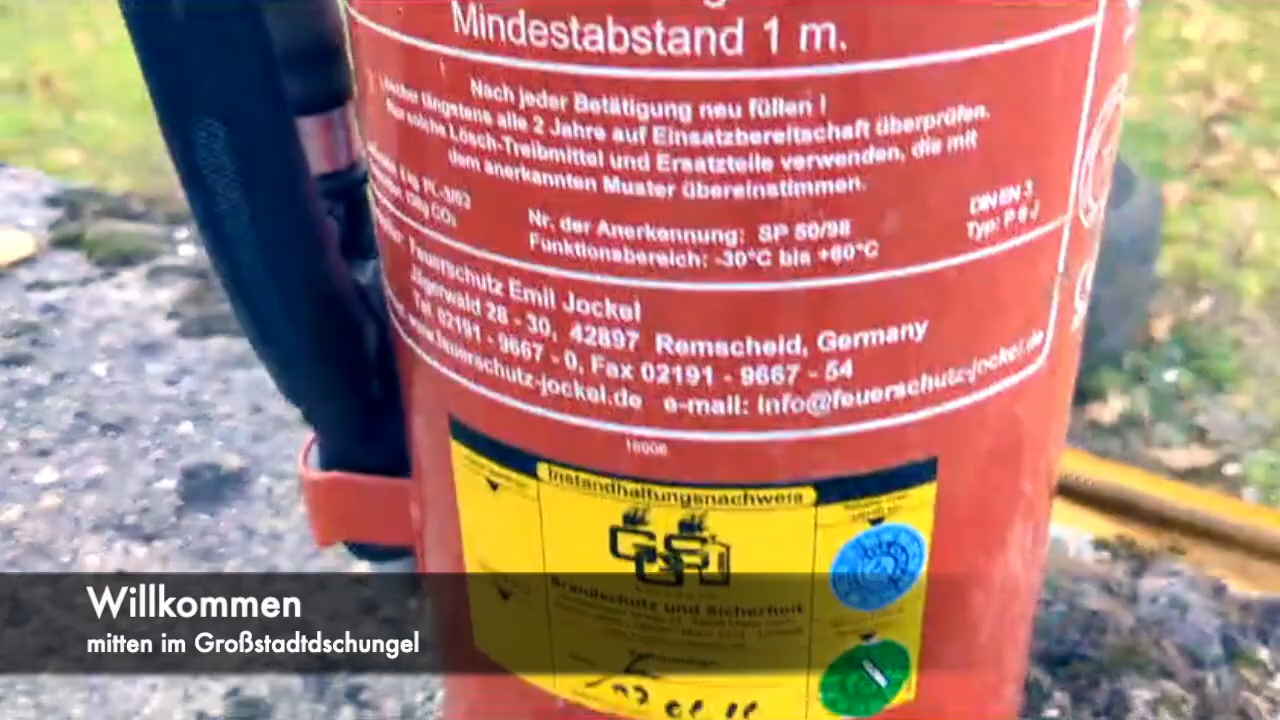 Mindestabstand 1 m.
Nach jeder Betätigung neu füllen !
längstens alle 2 Jahre auf Einsatzbereitschaft überprüfen.
Nur solche Lösch-Treibmittel und Ersatzteile verwenden, die mit
dem anerkannten Muster übereinstimmen.
CO₂
Nr. der Anerkennung: SP 50/98
Funktionsbereich: -30°C bis +60°C
DIN EN 3
Typ: P 6 J
Feuerschutz Emil Jockel
Jägerwald 28 - 30, 42897 Remscheid, Germany
Tel. 02191 - 9667 - 0, Fax 02191 - 9667 - 54
www.feuerschutz-jockel.de e-mail: info@feuerschutz-jockel.de
Instandhaltungsnachweis
Brandschutz und Sicherheit
Willkommen
mitten im Großstadtdschungel